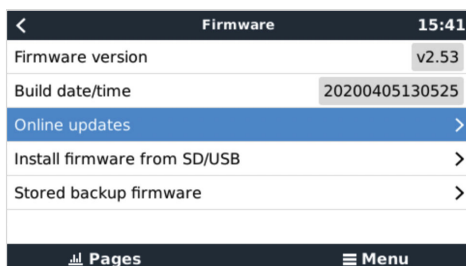 Firmware 15:41
Firmware version v2.53
Build date/time 20200405130525
Online updates
Install firmware from SD/USB
Stored backup firmware
Pages Menu